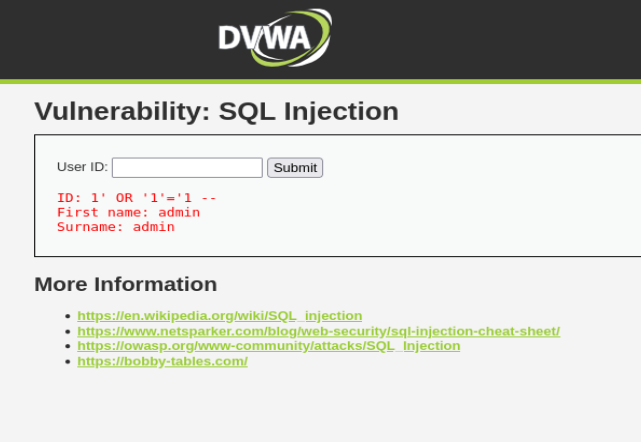 DVWA
Vulnerability: SQL Injection
User ID: Submit
ID: 1' OR '1'='1 --
First name: admin
Surname: admin
More Information
https://en.wikipedia.org/wiki/SQL_injection
https://www.netsparker.com/blog/web-security/sql-injection-cheat-sheet/
https://owasp.org/www-community/attacks/SQL_Injection
https://bobby-tables.com/